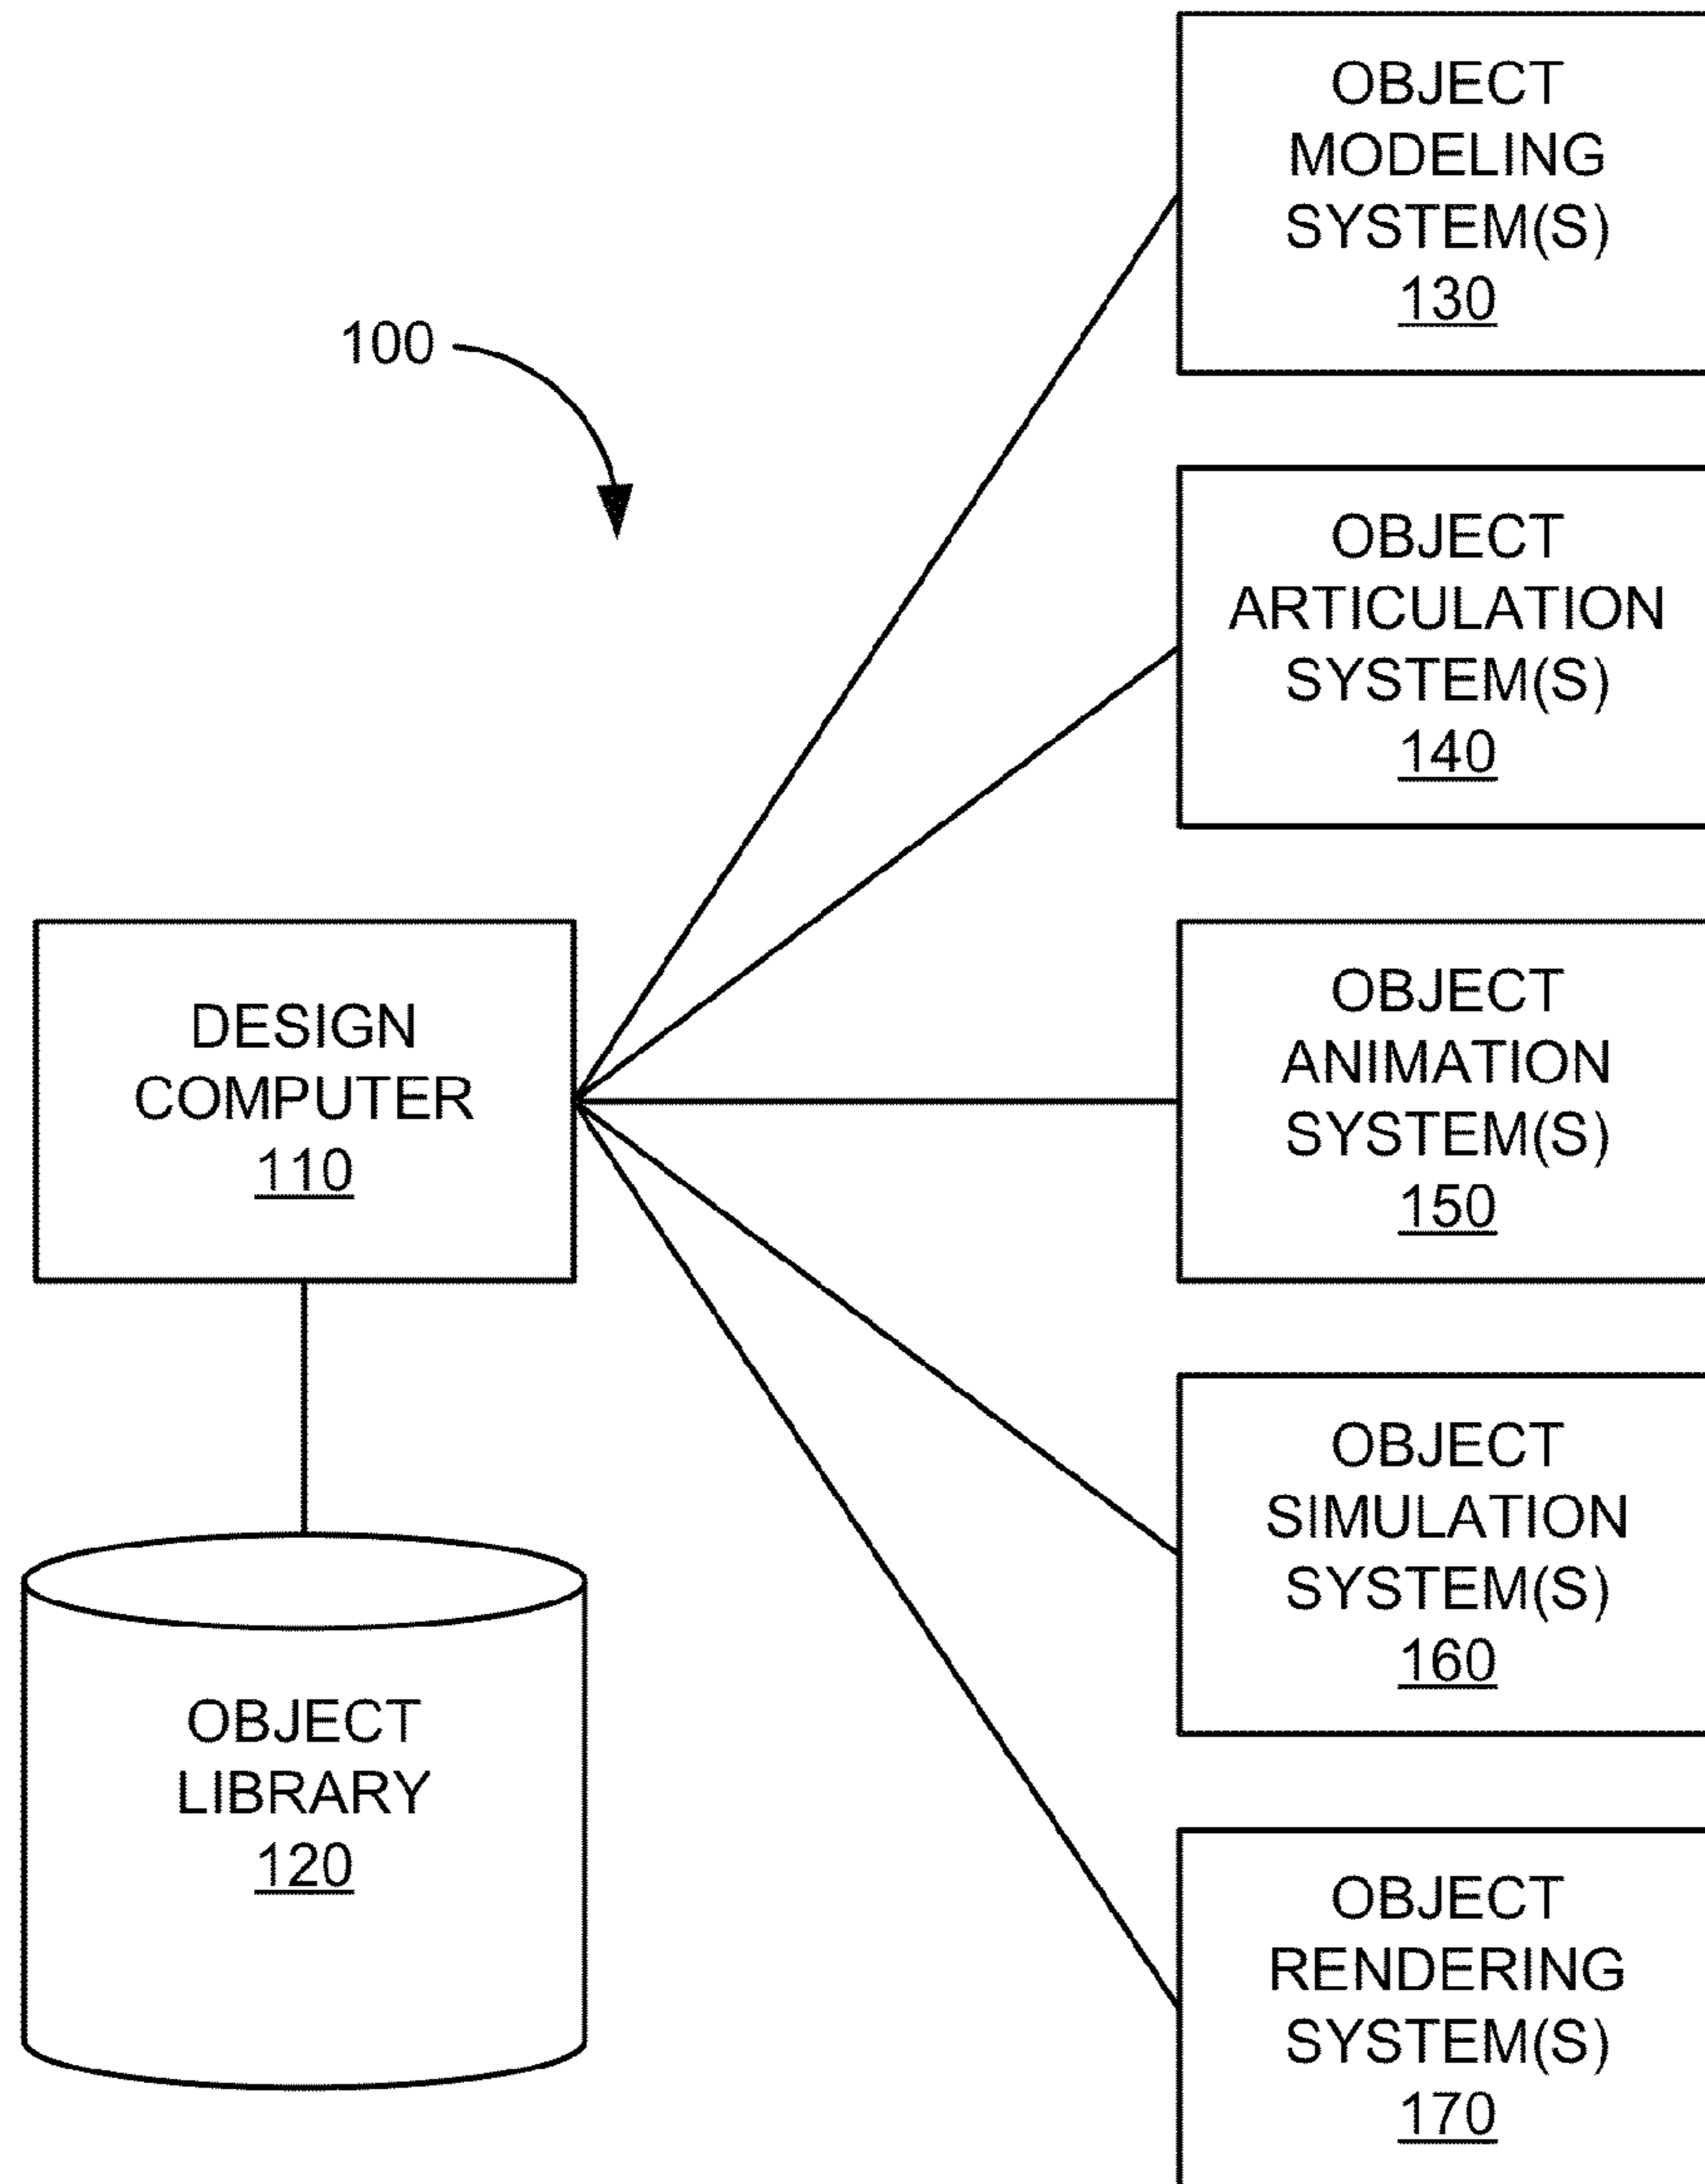 OBJECT
MODELING
SYSTEM(S)
130
100
OBJECT
ARTICULATION
SYSTEM(S)
140
DESIGN
COMPUTER
110
OBJECT
ANIMATION
SYSTEM(S)
150
OBJECT
SIMULATION
SYSTEM(S)
160
OBJECT
LIBRARY
120
OBJECT
RENDERING
SYSTEM(S)
170